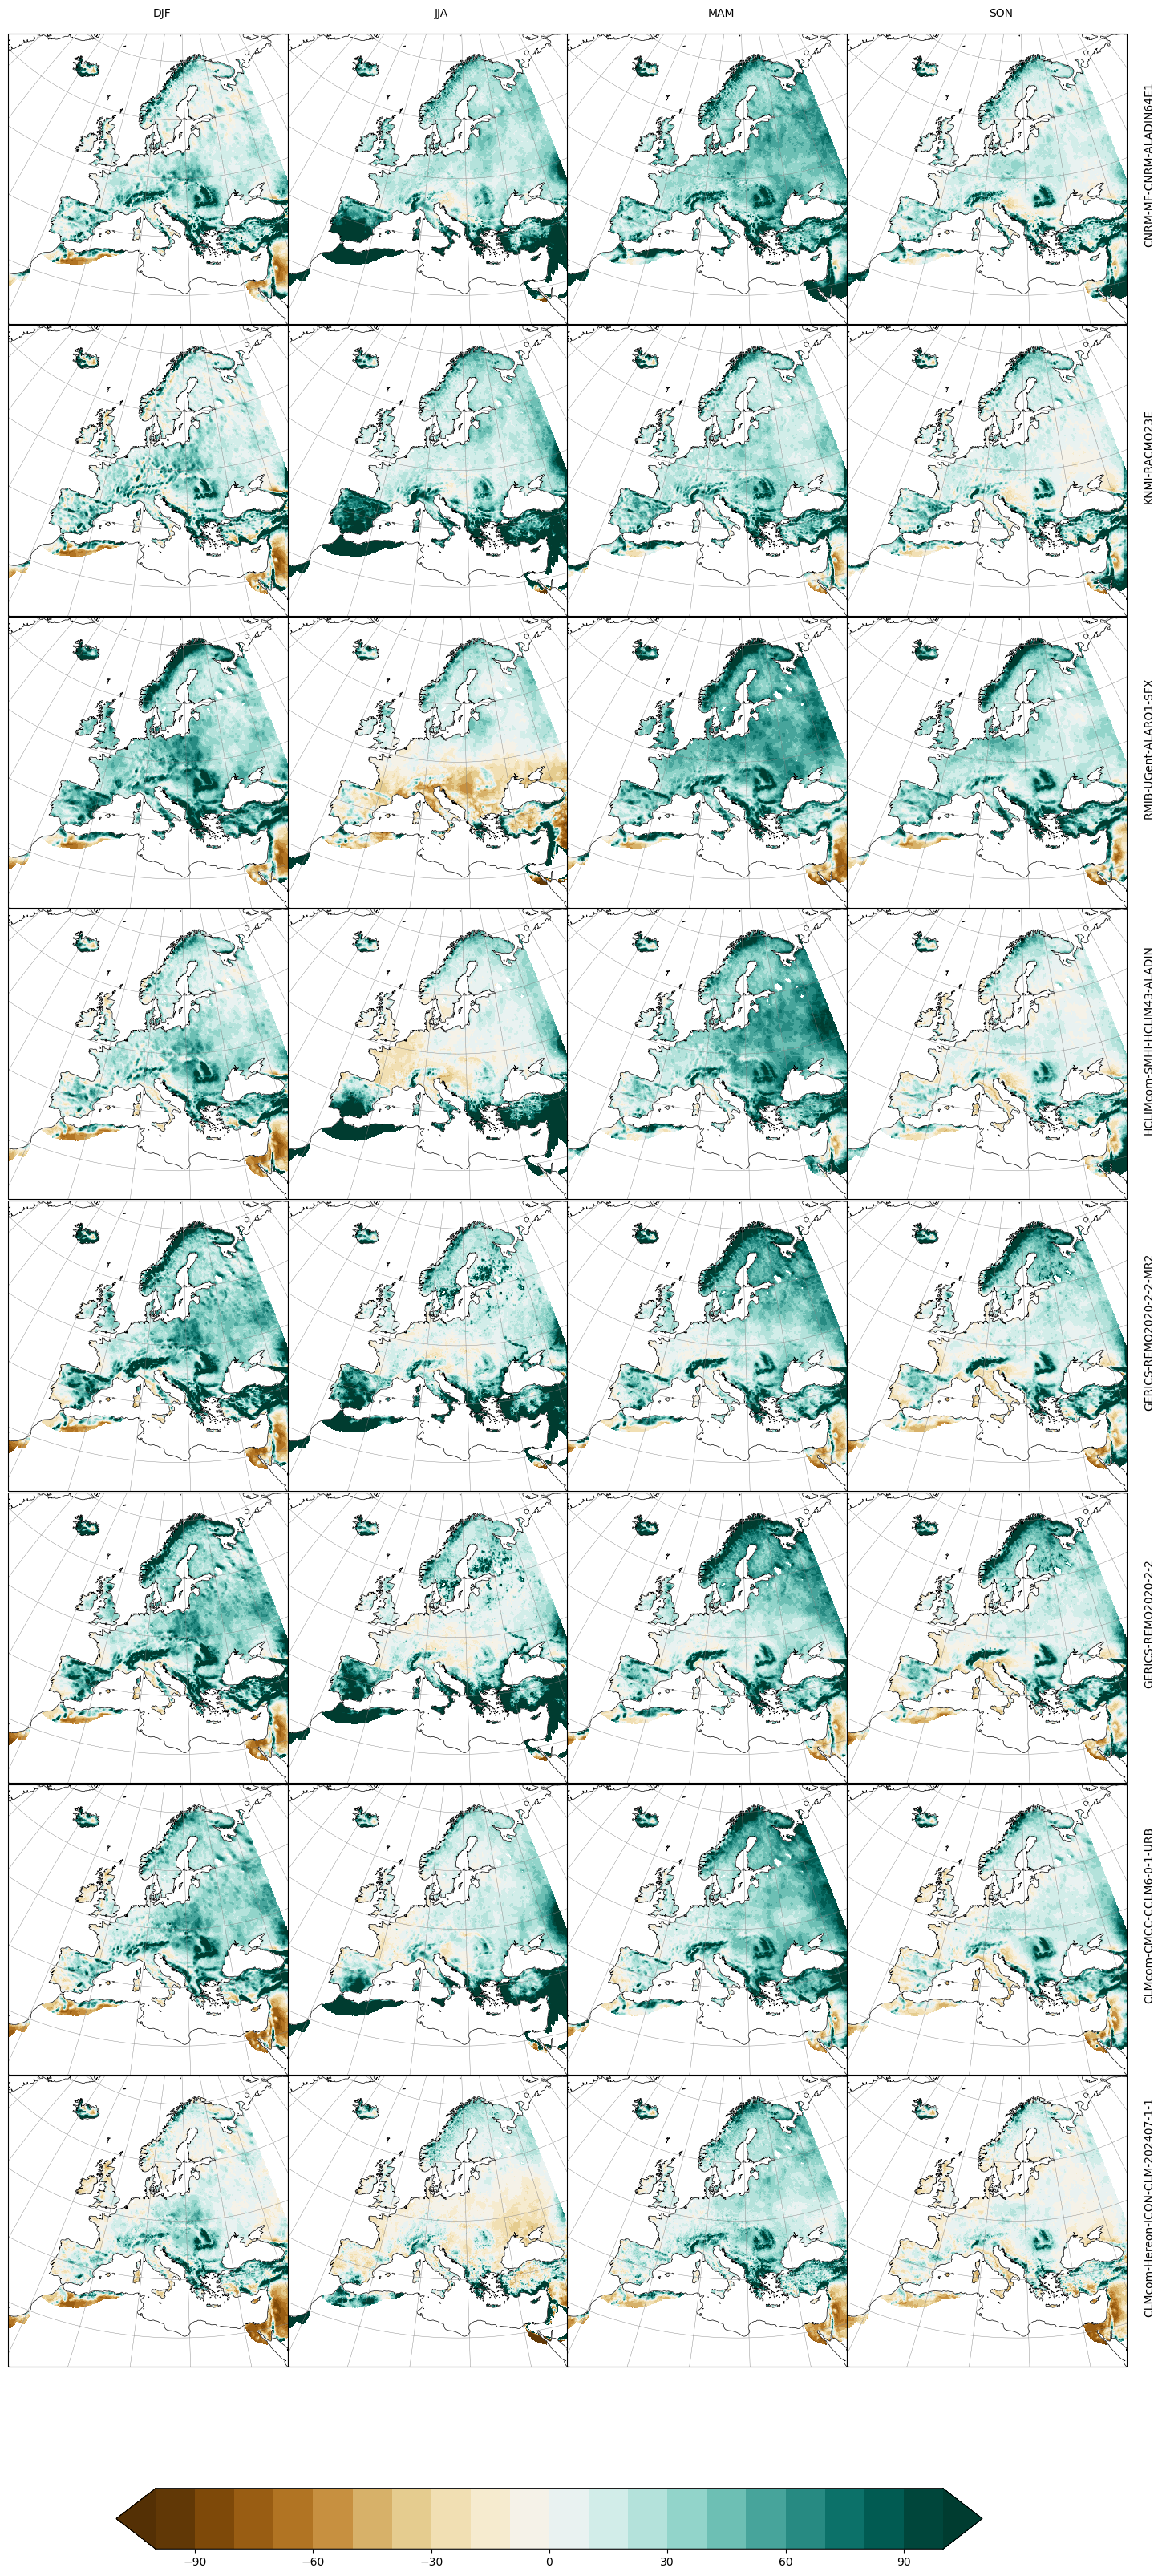 DJF JJA MAM SON
CNRM-MF-CNRM-ALADIN64E1
KNMI-RACMO23E
RMIB-UGent-ALARO1-SFX
HCLIMcom-SMHI-HCLIM43-ALADIN
GERICS-REMO2020-2-2-MR2
GERICS-REMO2020-2-2
CLMcom-CMCC-CCLM6-0-1-URB
CLMcom-Hereon-ICON-CLM-202407-1-1
−90 −60 −30 0 30 60 90